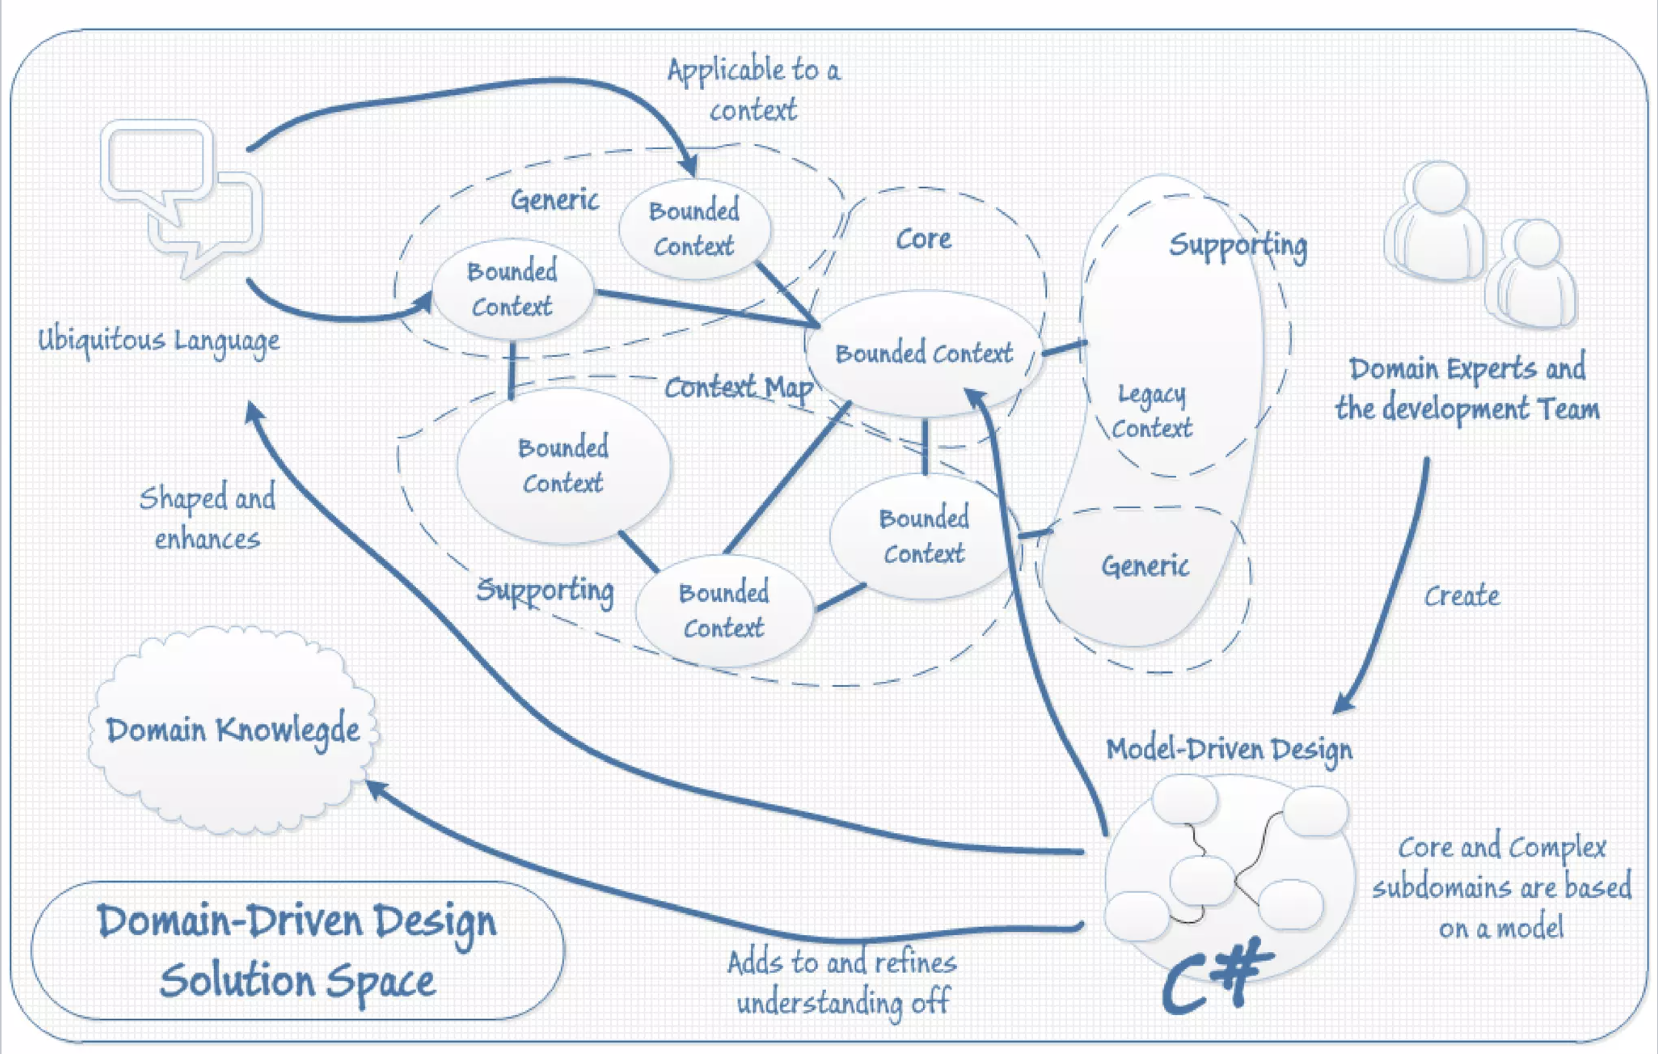 Applicable to a
context
Generic
Bounded
Context
Bounded
Context
Core
Supporting
Ubiquitous Language
Bounded Context
Context Map
Legacy
Context
Domain Experts and
the development Team
Bounded
Context
Shaped and
enhances
Bounded
Context
Generic
Supporting
Bounded
Context
Create
Domain Knowlegde
Model-Driven Design
Core and Complex
subdomains are based
on a model
C#
Domain-Driven Design
Solution Space
Adds to and refines
understanding off